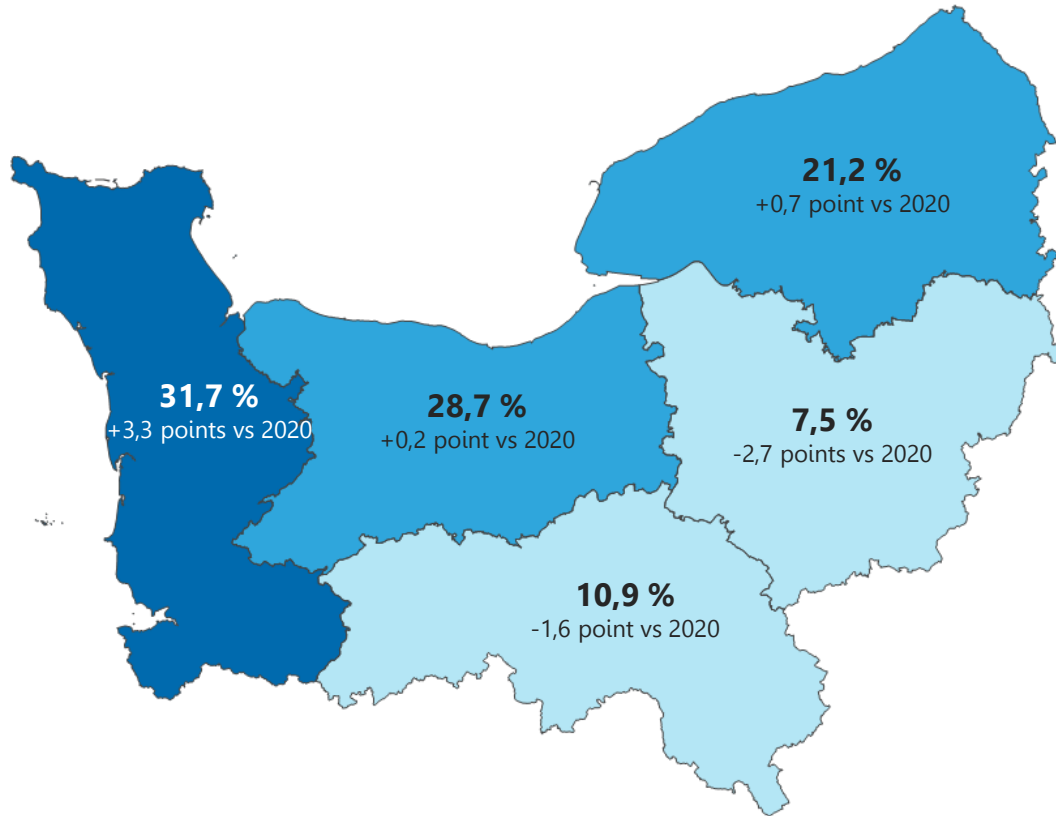 21,2 %
+0,7 point vs 2020
31,7 %
+3,3 points vs 2020
28,7 %
+0,2 point vs 2020
7,5 %
-2,7 points vs 2020
10,9 %
-1,6 point vs 2020